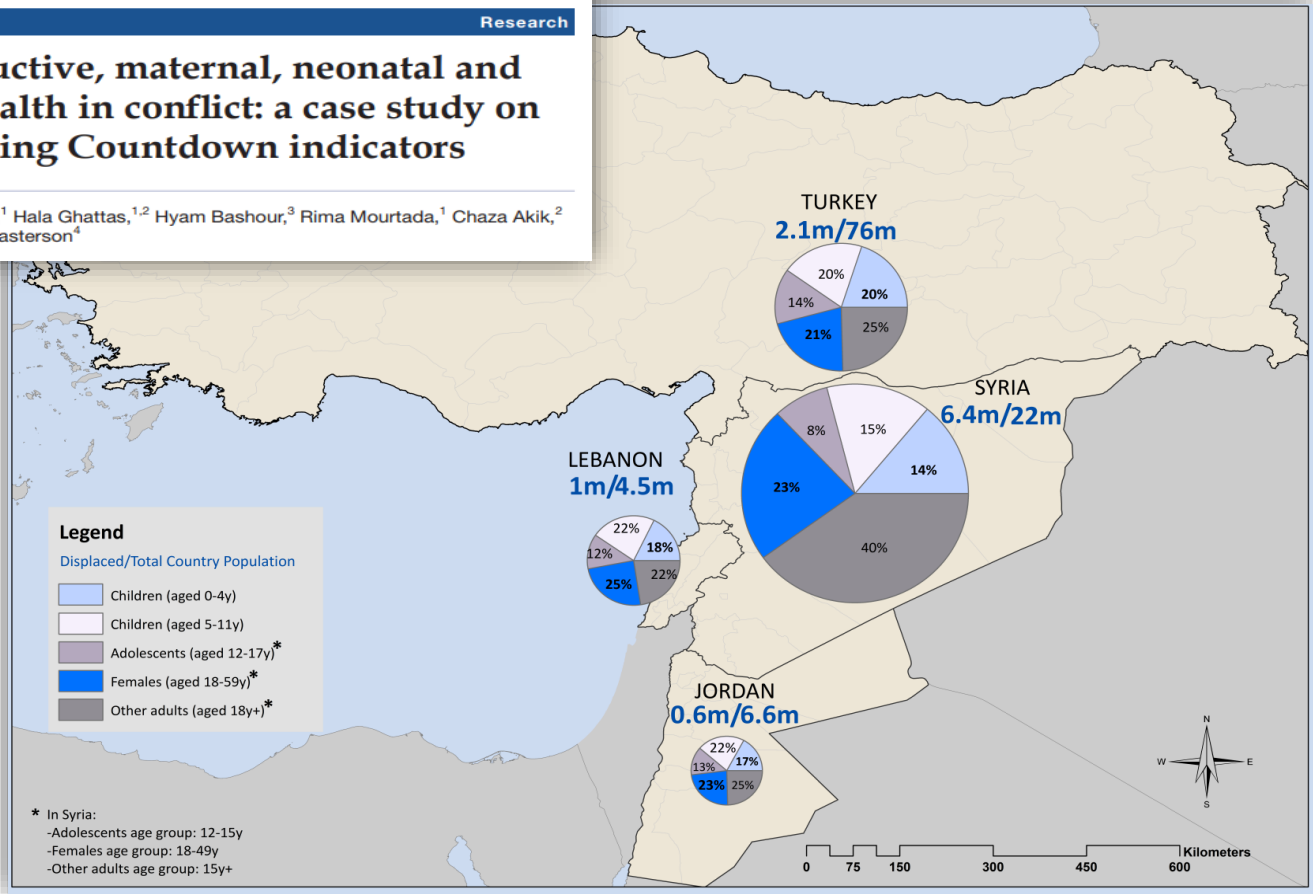 Research
uctive, maternal, neonatal and
alth in conflict: a case study on
ing Countdown indicators
1 Hala Ghattas,1,2 Hyam Bashour,3 Rima Mourtada,1 Chaza Akik,2
asterson4
TURKEY
2.1m/76m
20%
20%
14%
21%
25%
SYRIA
6.4m/22m
8%
15%
14%
23%
40%
LEBANON
1m/4.5m
22%
12%
18%
25%
22%
JORDAN
0.6m/6.6m
22%
13%
17%
23%
25%
Legend
Displaced/Total Country Population
Children (aged 0-4y)
Children (aged 5-11y)
Adolescents (aged 12-17y)*
Females (aged 18-59y)*
Other adults (aged 18y+)*
* In Syria:
-Adolescents age group: 12-15y
-Females age group: 18-49y
-Other adults age group: 15y+
N
W E
S
Kilometers
0 75 150 300 450 600